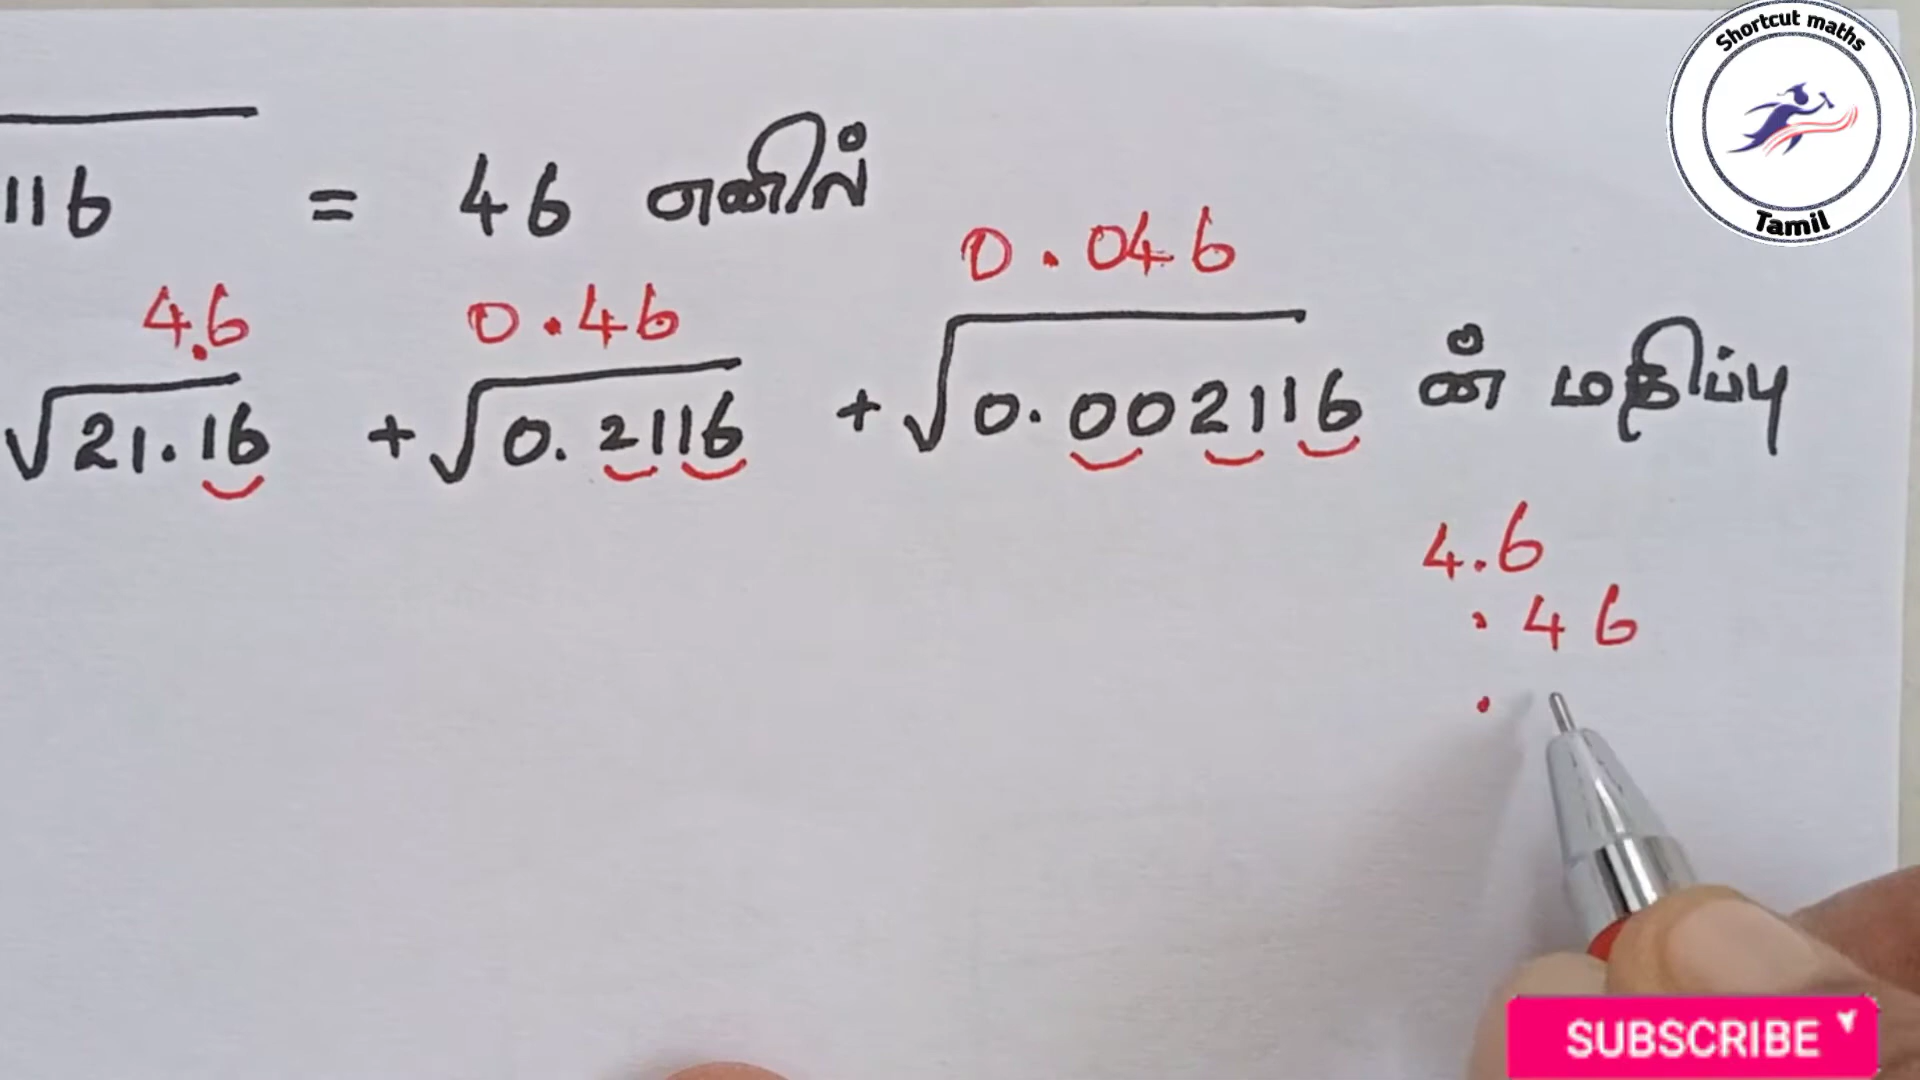 Shortcut maths
Tamil
116 = 46 எனில்
4.6 0.46 0.046
√21.16 + √0.2116 + √0.002116 ன் மதிப்பு
4.6
.46
.
SUBSCRIBE